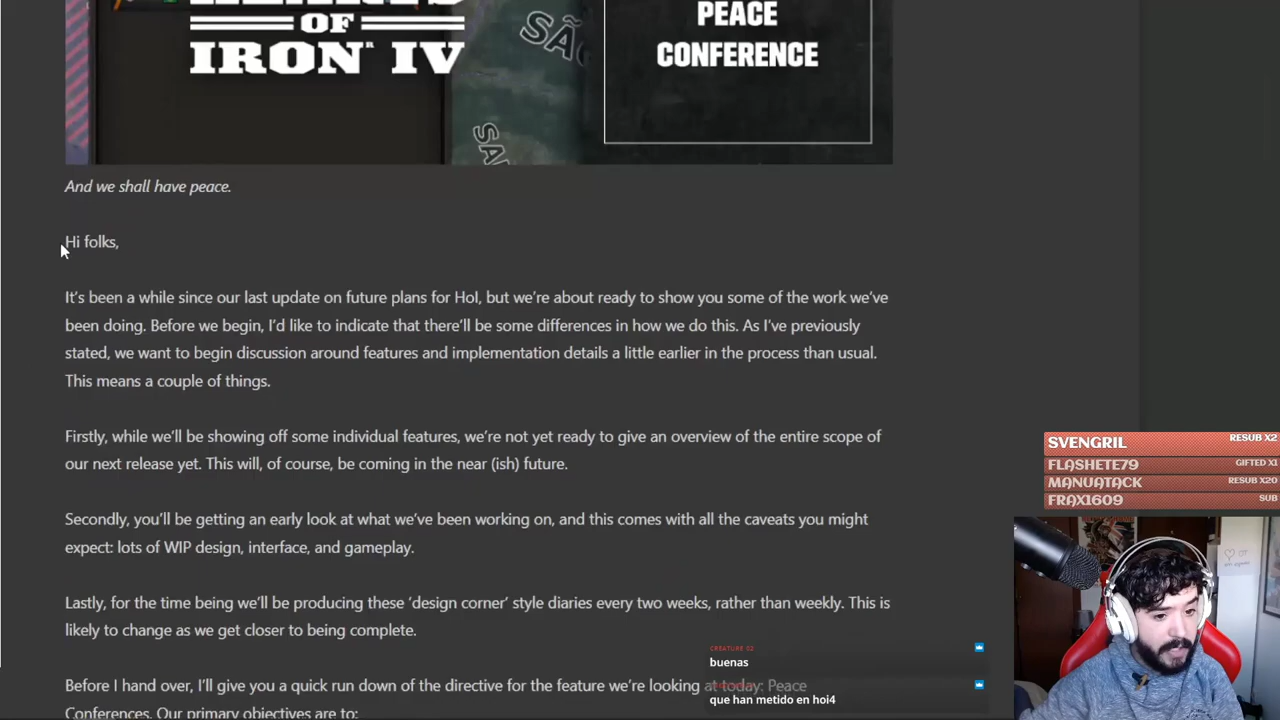 OF
IRON IV
SÃO
SÃ
PEACE
CONFERENCE
And we shall have peace.
Hi folks,
It's been a while since our last update on future plans for HoI, but we're about ready to show you some of the work we've
been doing. Before we begin, I'd like to indicate that there'll be some differences in how we do this. As I've previously
stated, we want to begin discussion around features and implementation details a little earlier in the process than usual.
This means a couple of things.
Firstly, while we'll be showing off some individual features, we're not yet ready to give an overview of the entire scope of
our next release yet. This will, of course, be coming in the near (ish) future.
Secondly, you'll be getting an early look at what we've been working on, and this comes with all the caveats you might
expect: lots of WIP design, interface, and gameplay.
Lastly, for the time being we'll be producing these 'design corner' style diaries every two weeks, rather than weekly. This is
likely to change as we get closer to being complete.
Before I hand over, I'll give you a quick run down of the directive for the feature we're looking at today: Peace
Conferences. Our primary objectives are to:
SVENGRIL RESUB X2
FLASHETE79 GIFTED X1
MANUATACK RESUB X20
FRAX1609 SUB
CREATURE 02
buenas
que han metido en hoi4